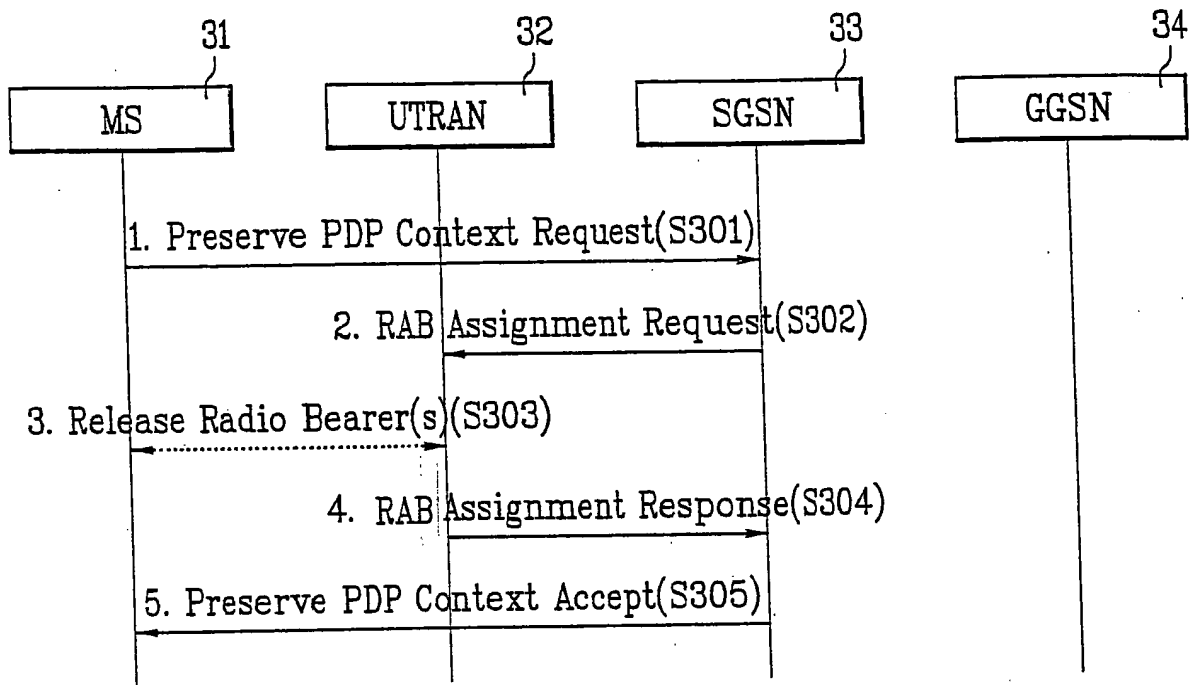 31
32
33
34
MS
UTRAN
SGSN
GGSN
1. Preserve PDP Context Request(S301)
2. RAB Assignment Request(S302)
3. Release Radio Bearer(s)(S303)
4. RAB Assignment Response(S304)
5. Preserve PDP Context Accept(S305)